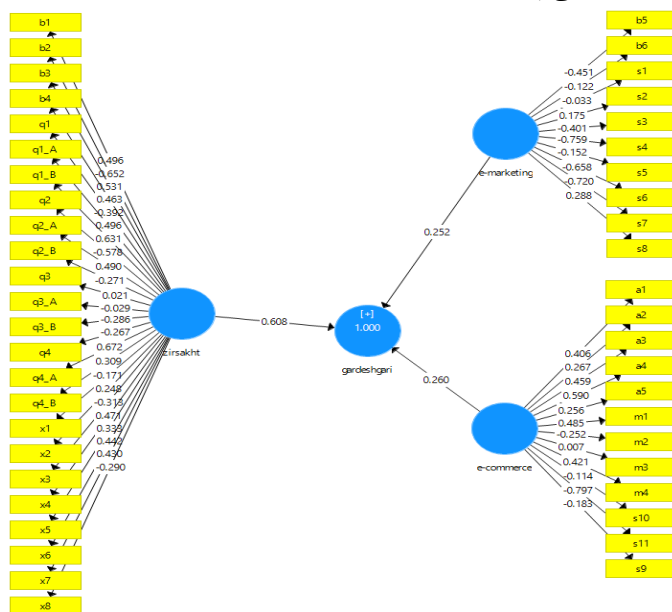 b1
b2
b3
b4
q1
q1_A
q1_B
q2
q2_A
q2_B
q3
q3_A
q3_B
q4
q4_A
q4_B
x1
x2
x3
x4
x5
x6
x7
x8
0.496
-0.652
0.531
0.463
-0.392
0.496
0.631
-0.578
0.490
-0.271
0.021
-0.029
-0.286
-0.267
0.672
0.309
-0.171
0.248
-0.313
0.471
0.333
0.442
0.430
-0.290
zirsakht
0.608
[+]
1.000
gardeshgari
0.252
e-marketing
-0.451
-0.122
-0.033
0.175
-0.401
-0.759
-0.152
-0.658
-0.720
0.288
b5
b6
s1
s2
s3
s4
s5
s6
s7
s8
0.260
e-commerce
0.406
0.267
0.459
0.590
0.256
0.485
-0.252
0.007
0.421
-0.114
-0.797
-0.183
a1
a2
a3
a4
a5
m1
m2
m3
m4
s10
s11
s9